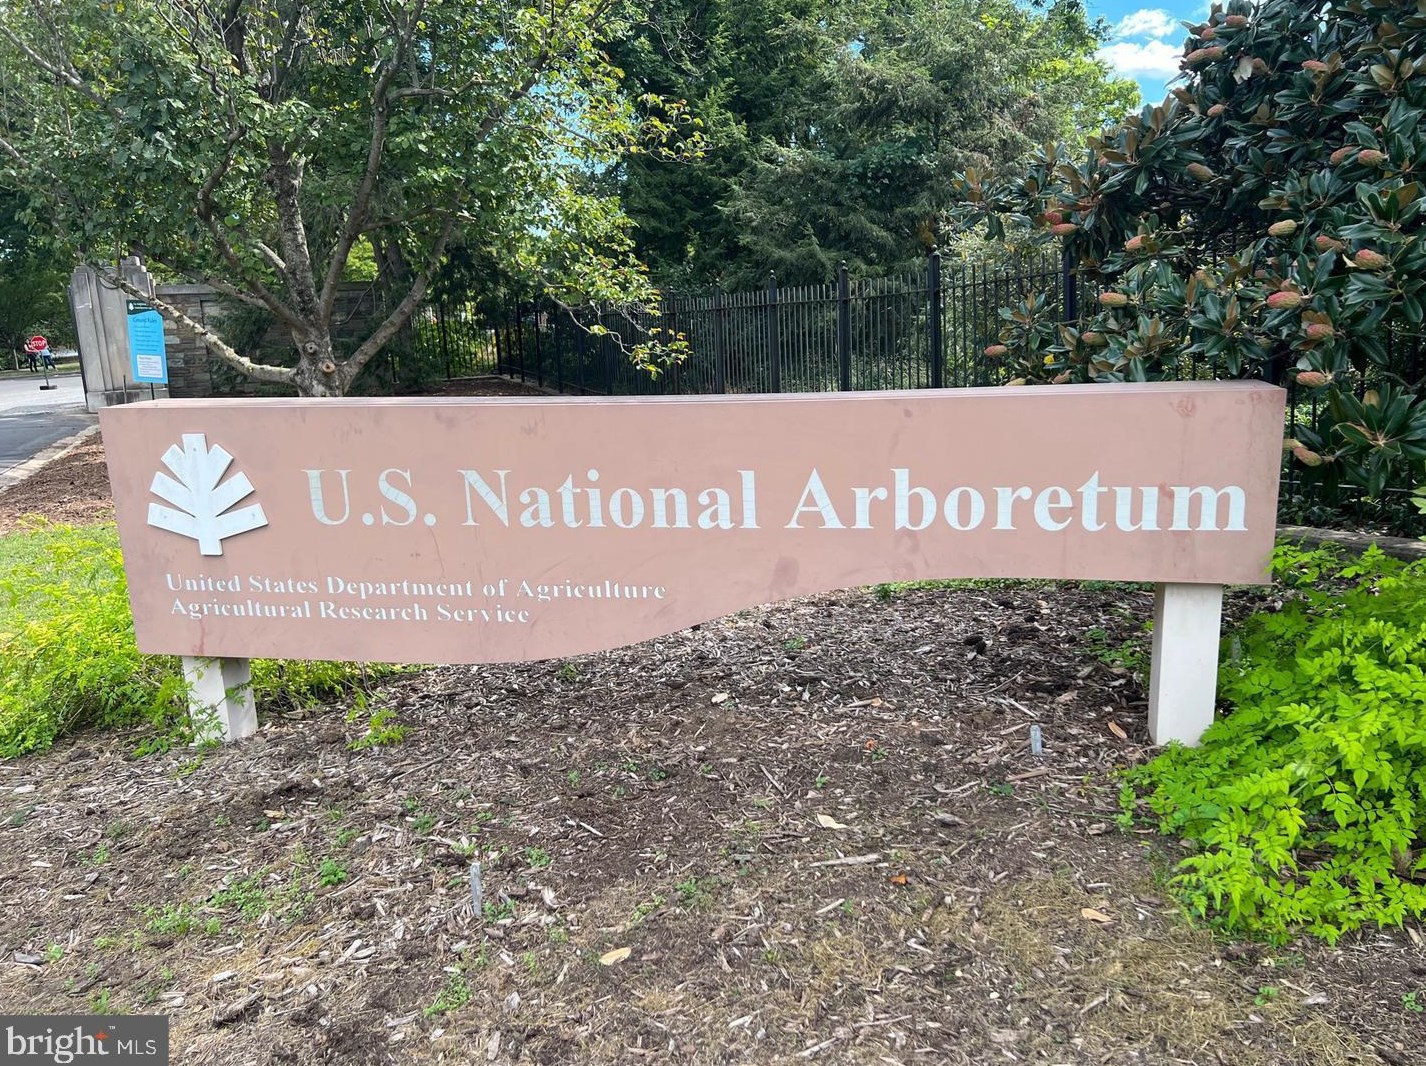 STOP
U.S. National Arboretum
United States Department of Agriculture
Agricultural Research Service
bright MLS